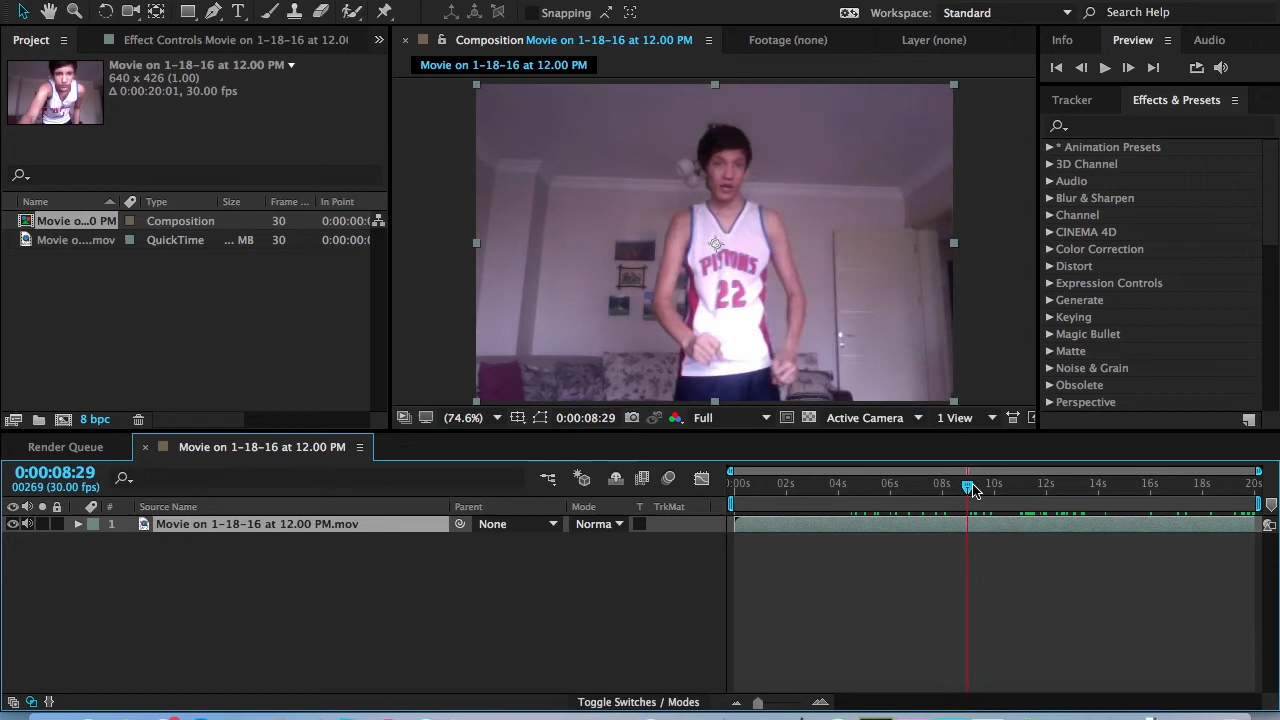 Snapping
Workspace: Standard
Search Help
Project
Effect Controls Movie on 1-18-16 at 12.0
Composition Movie on 1-18-16 at 12.00 PM
Footage (none)
Layer (none)
Info
Preview
Audio
Movie on 1-18-16 at 12.00 PM
640 x 426 (1.00)
Δ 0:00:20:01, 30.00 fps
Movie on 1-18-16 at 12.00 PM
Tracker
Effects & Presets
* Animation Presets
3D Channel
Audio
Blur & Sharpen
Channel
CINEMA 4D
Color Correction
Distort
Expression Controls
Generate
Keying
Magic Bullet
Matte
Noise & Grain
Obsolete
Perspective
Name
Type
Size
Frame ...
In Point
Movie o...0 PM
Composition
30
0:00:00:
Movie o....mov
QuickTime
... MB
30
0:00:00:
PISTONS
22
8 bpc
(74.6%)
0:00:08:29
Full
Active Camera
1 View
Render Queue
Movie on 1-18-16 at 12.00 PM
0:00:08:29
00269 (30.00 fps)
:00s 02s 04s 06s 08s 10s 12s 14s 16s 18s 20s
#
Source Name
Parent
Mode
T
TrkMat
1
Movie on 1-18-16 at 12.00 PM.mov
None
Norma
Toggle Switches / Modes